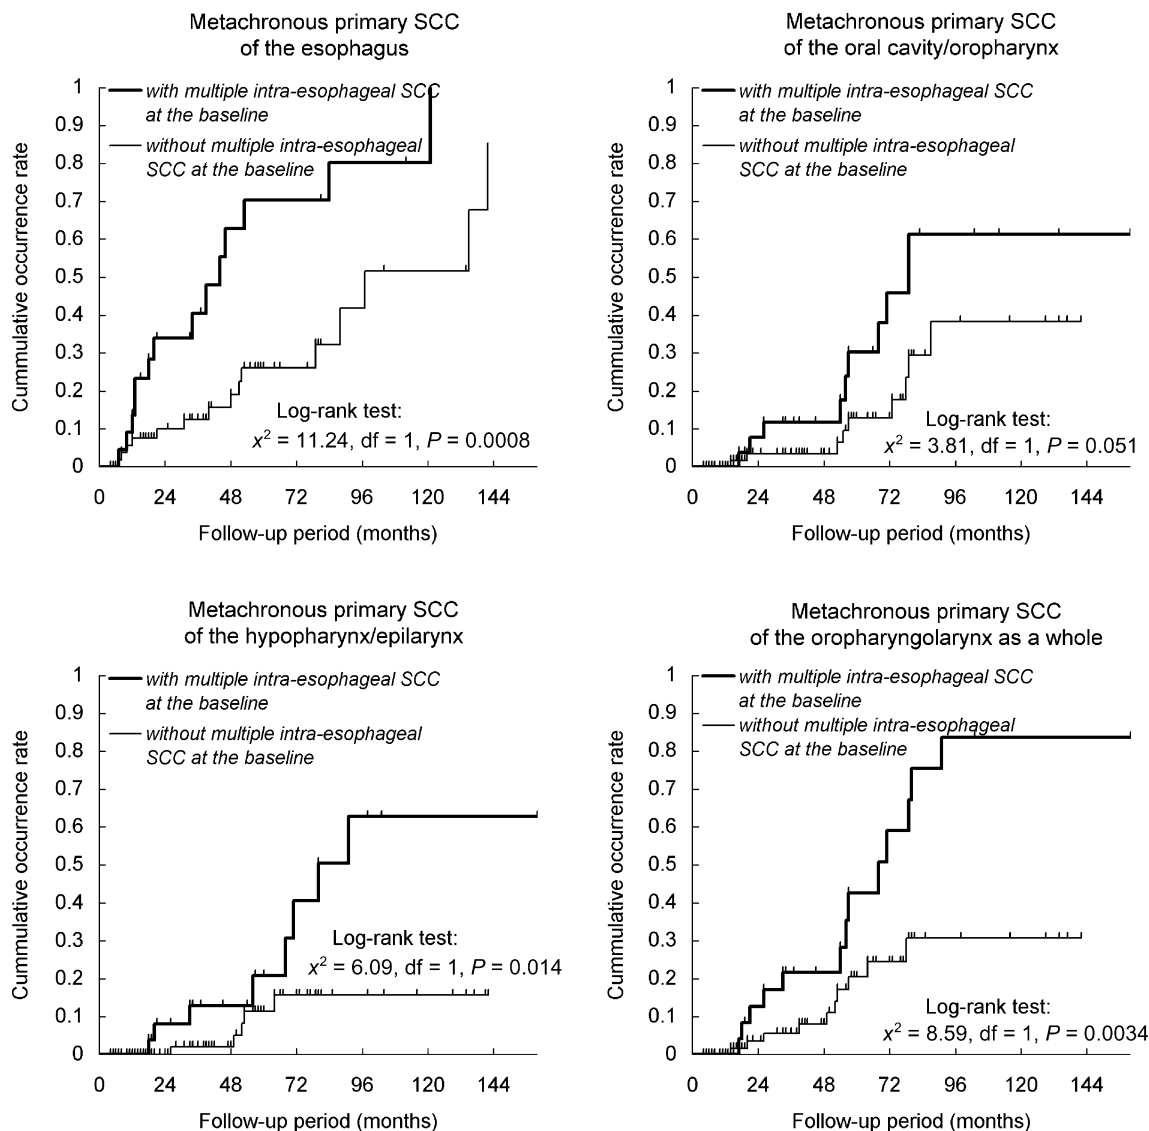 Metachronous primary SCC
of the esophagus
with multiple intra-esophageal SCC
at the baseline
without multiple intra-esophageal
SCC at the baseline
Cummulative occurrence rate
1
0.9
0.8
0.7
0.6
0.5
0.4
0.3
0.2
0.1
0
Log-rank test:
x² = 11.24, df = 1, P = 0.0008
0 24 48 72 96 120 144
Follow-up period (months)
Metachronous primary SCC
of the oral cavity/oropharynx
with multiple intra-esophageal SCC
at the baseline
without multiple intra-esophageal
SCC at the baseline
Cummulative occurrence rate
1
0.9
0.8
0.7
0.6
0.5
0.4
0.3
0.2
0.1
0
Log-rank test:
x² = 3.81, df = 1, P = 0.051
0 24 48 72 96 120 144
Follow-up period (months)
Metachronous primary SCC
of the hypopharynx/epilarynx
with multiple intra-esophageal SCC
at the baseline
without multiple intra-esophageal
SCC at the baseline
Cummulative occurrence rate
1
0.9
0.8
0.7
0.6
0.5
0.4
0.3
0.2
0.1
0
Log-rank test:
x² = 6.09, df = 1, P = 0.014
0 24 48 72 96 120 144
Follow-up period (months)
Metachronous primary SCC
of the oropharyngolarynx as a whole
with multiple intra-esophageal SCC
at the baseline
without multiple intra-esophageal
SCC at the baseline
Cummulative occurrence rate
1
0.9
0.8
0.7
0.6
0.5
0.4
0.3
0.2
0.1
0
Log-rank test:
x² = 8.59, df = 1, P = 0.0034
0 24 48 72 96 120 144
Follow-up period (months)